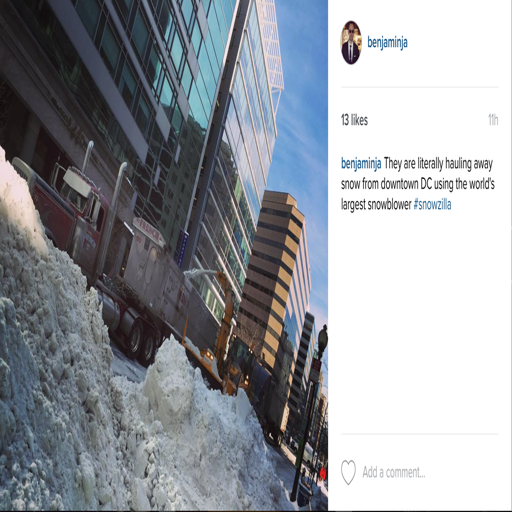 benjaminja
13 likes
11h
benjaminja They are literally hauling away
snow from downtown DC using the world's
largest snowblower #snowzilla
Add a comment...